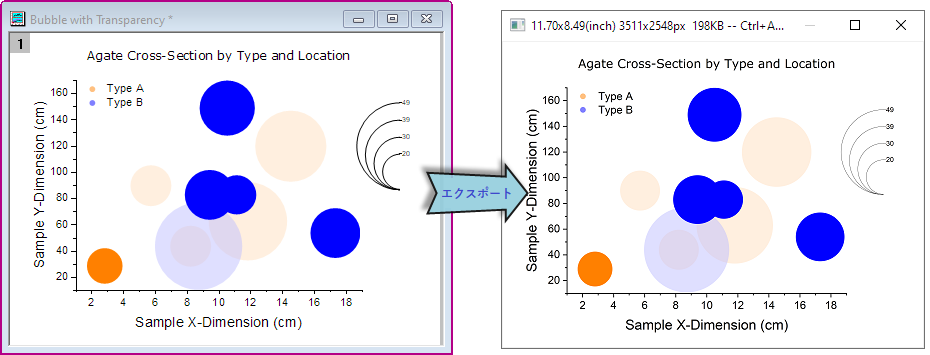 Bubble with Transparency *
1
Agate Cross-Section by Type and Location
Type A
Type B
49
39
30
20
160
140
120
100
80
60
40
20
Sample Y-Dimension (cm)
2 4 6 8 10 12 14 16 18
Sample X-Dimension (cm)
エクスポート
11.70x8.49(inch) 3511x2548px 198KB -- Ctrl+A...
Agate Cross-Section by Type and Location
Type A
Type B
49
39
30
20
160
140
120
100
80
60
40
20
Sample Y-Dimension (cm)
2 4 6 8 10 12 14 16 18
Sample X-Dimension (cm)